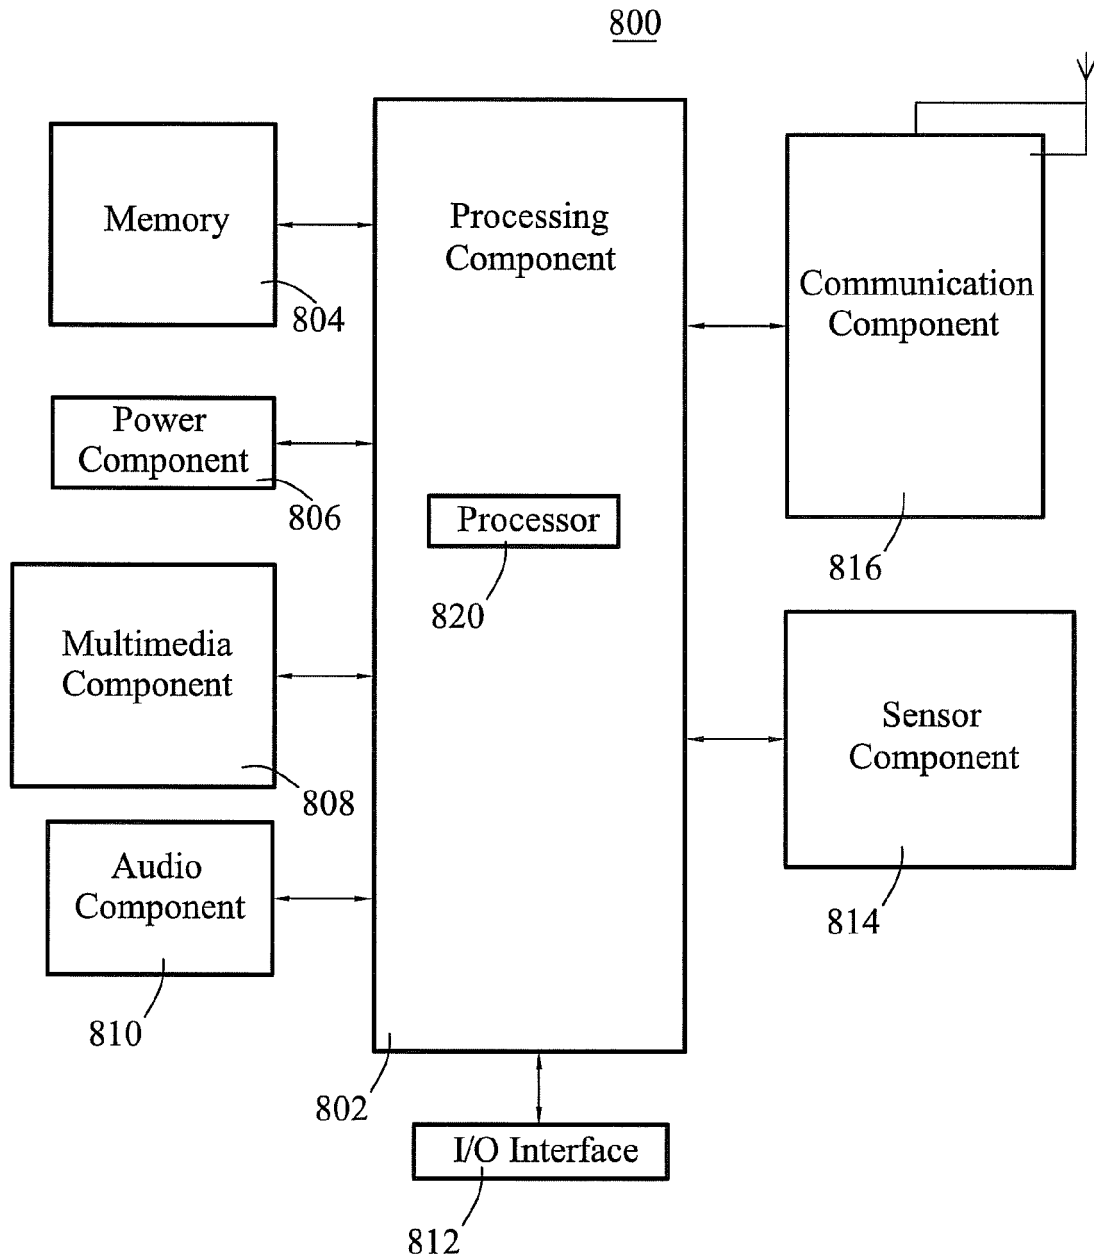 800
Memory
804
Power
Component
806
Multimedia
Component
808
Audio
Component
810
Processing
Component
Processor
820
802
I/O Interface
812
Communication
Component
816
Sensor
Component
814